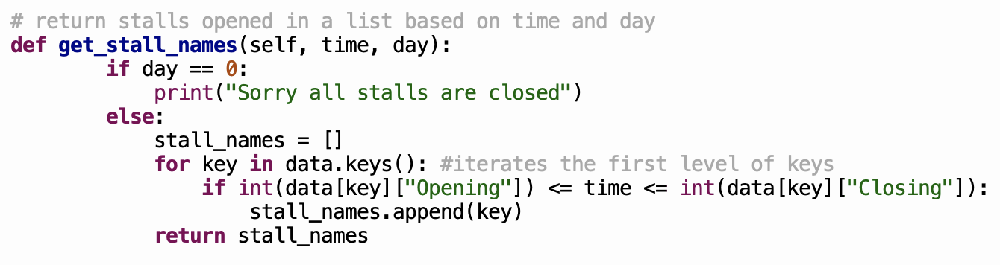 # return stalls opened in a list based on time and day
def get_stall_names(self, time, day):
        if day == 0:
            print("Sorry all stalls are closed")
        else:
            stall_names = []
            for key in data.keys(): #iterates the first level of keys
                if int(data[key]["Opening"]) <= time <= int(data[key]["Closing"]):
                    stall_names.append(key)
            return stall_names